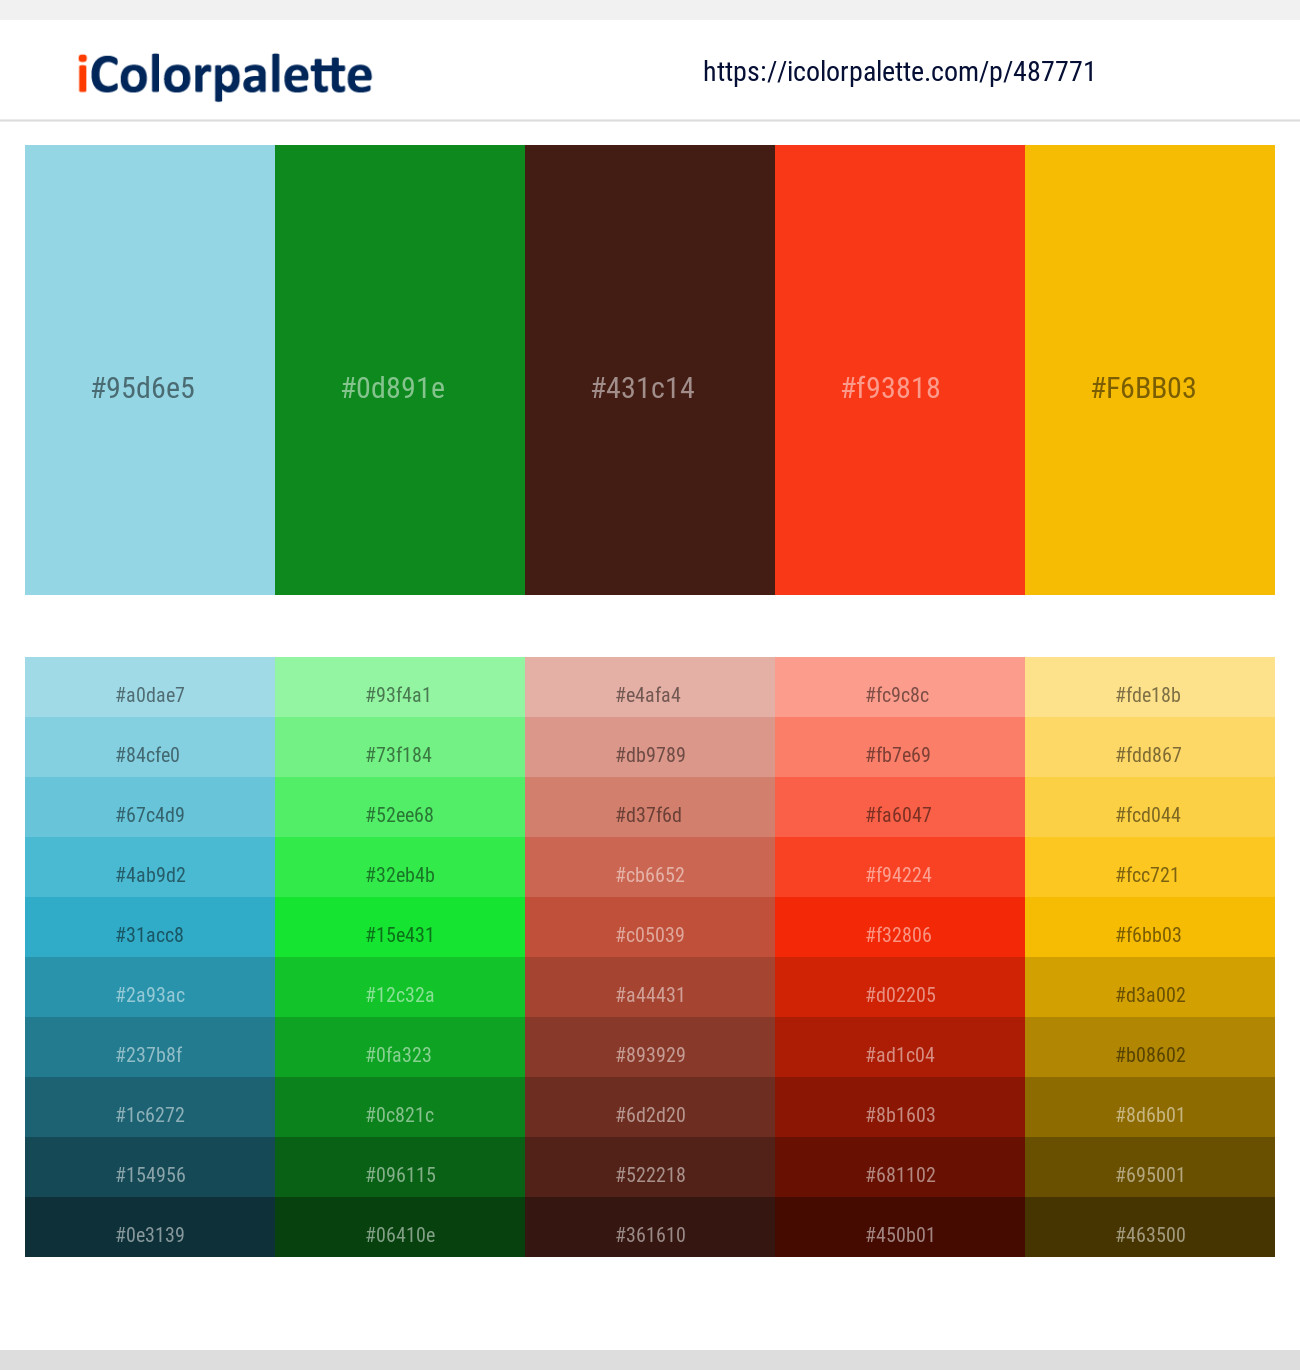 iColorpalette
https://icolorpalette.com/p/487771
#95d6e5 #0d891e #431c14 #f93818 #F6BB03
#a0dae7 #93f4a1 #e4afa4 #fc9c8c #fde18b
#84cfe0 #73f184 #db9789 #fb7e69 #fdd867
#67c4d9 #52ee68 #d37f6d #fa6047 #fcd044
#4ab9d2 #32eb4b #cb6652 #f94224 #fcc721
#31acc8 #15e431 #c05039 #f32806 #f6bb03
#2a93ac #12c32a #a44431 #d02205 #d3a002
#237b8f #0fa323 #893929 #ad1c04 #b08602
#1c6272 #0c821c #6d2d20 #8b1603 #8d6b01
#154956 #096115 #522218 #681102 #695001
#0e3139 #06410e #361610 #450b01 #463500